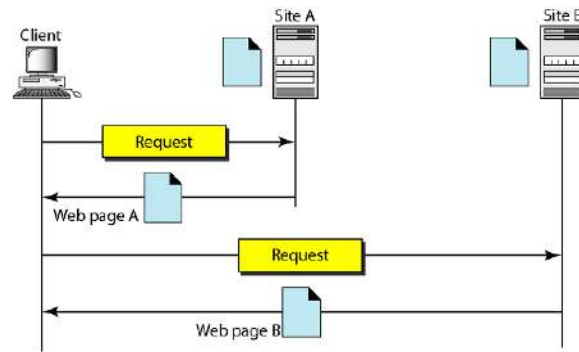 Site A
Site B
Client
Request
Web page A
Request
Web page B